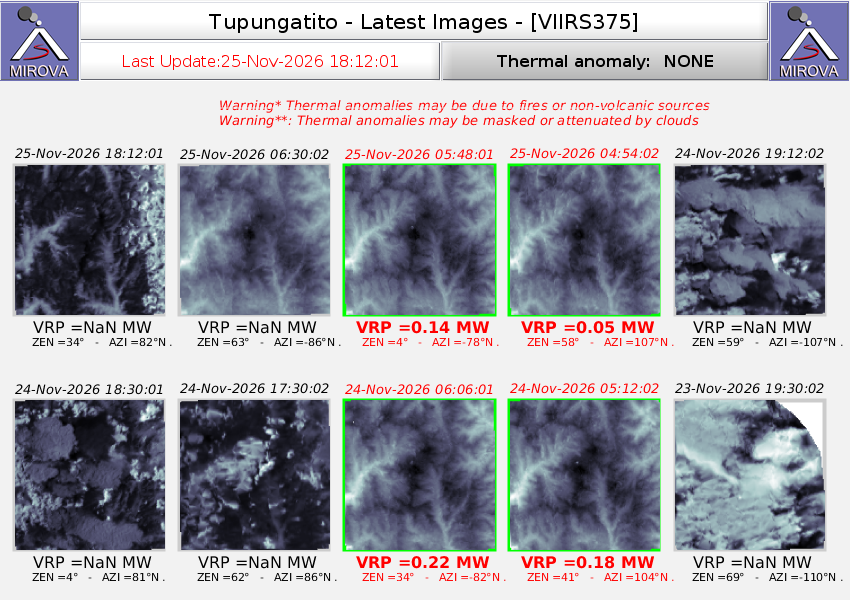 Tupungatito - Latest Images - [VIIRS375]
MIROVA
MIROVA
Last Update:25-Nov-2026 18:12:01
Thermal anomaly: NONE
Warning* Thermal anomalies may be due to fires or non-volcanic sources
Warning**: Thermal anomalies may be masked or attenuated by clouds
25-Nov-2026 18:12:01
25-Nov-2026 06:30:02
25-Nov-2026 05:48:01
25-Nov-2026 04:54:02
24-Nov-2026 19:12:02
VRP =NaN MW
VRP =NaN MW
VRP =0.14 MW
VRP =0.05 MW
VRP =NaN MW
ZEN =34° - AZI =82°N .
ZEN =63° - AZI =-86°N .
ZEN =4° - AZI =-78°N .
ZEN =58° - AZI =107°N .
ZEN =59° - AZI =-107°N .
24-Nov-2026 18:30:01
24-Nov-2026 17:30:02
24-Nov-2026 06:06:01
24-Nov-2026 05:12:02
23-Nov-2026 19:30:02
VRP =NaN MW
VRP =NaN MW
VRP =0.22 MW
VRP =0.18 MW
VRP =NaN MW
ZEN =4° - AZI =81°N .
ZEN =62° - AZI =86°N .
ZEN =34° - AZI =-82°N .
ZEN =41° - AZI =104°N .
ZEN =69° - AZI =-110°N .